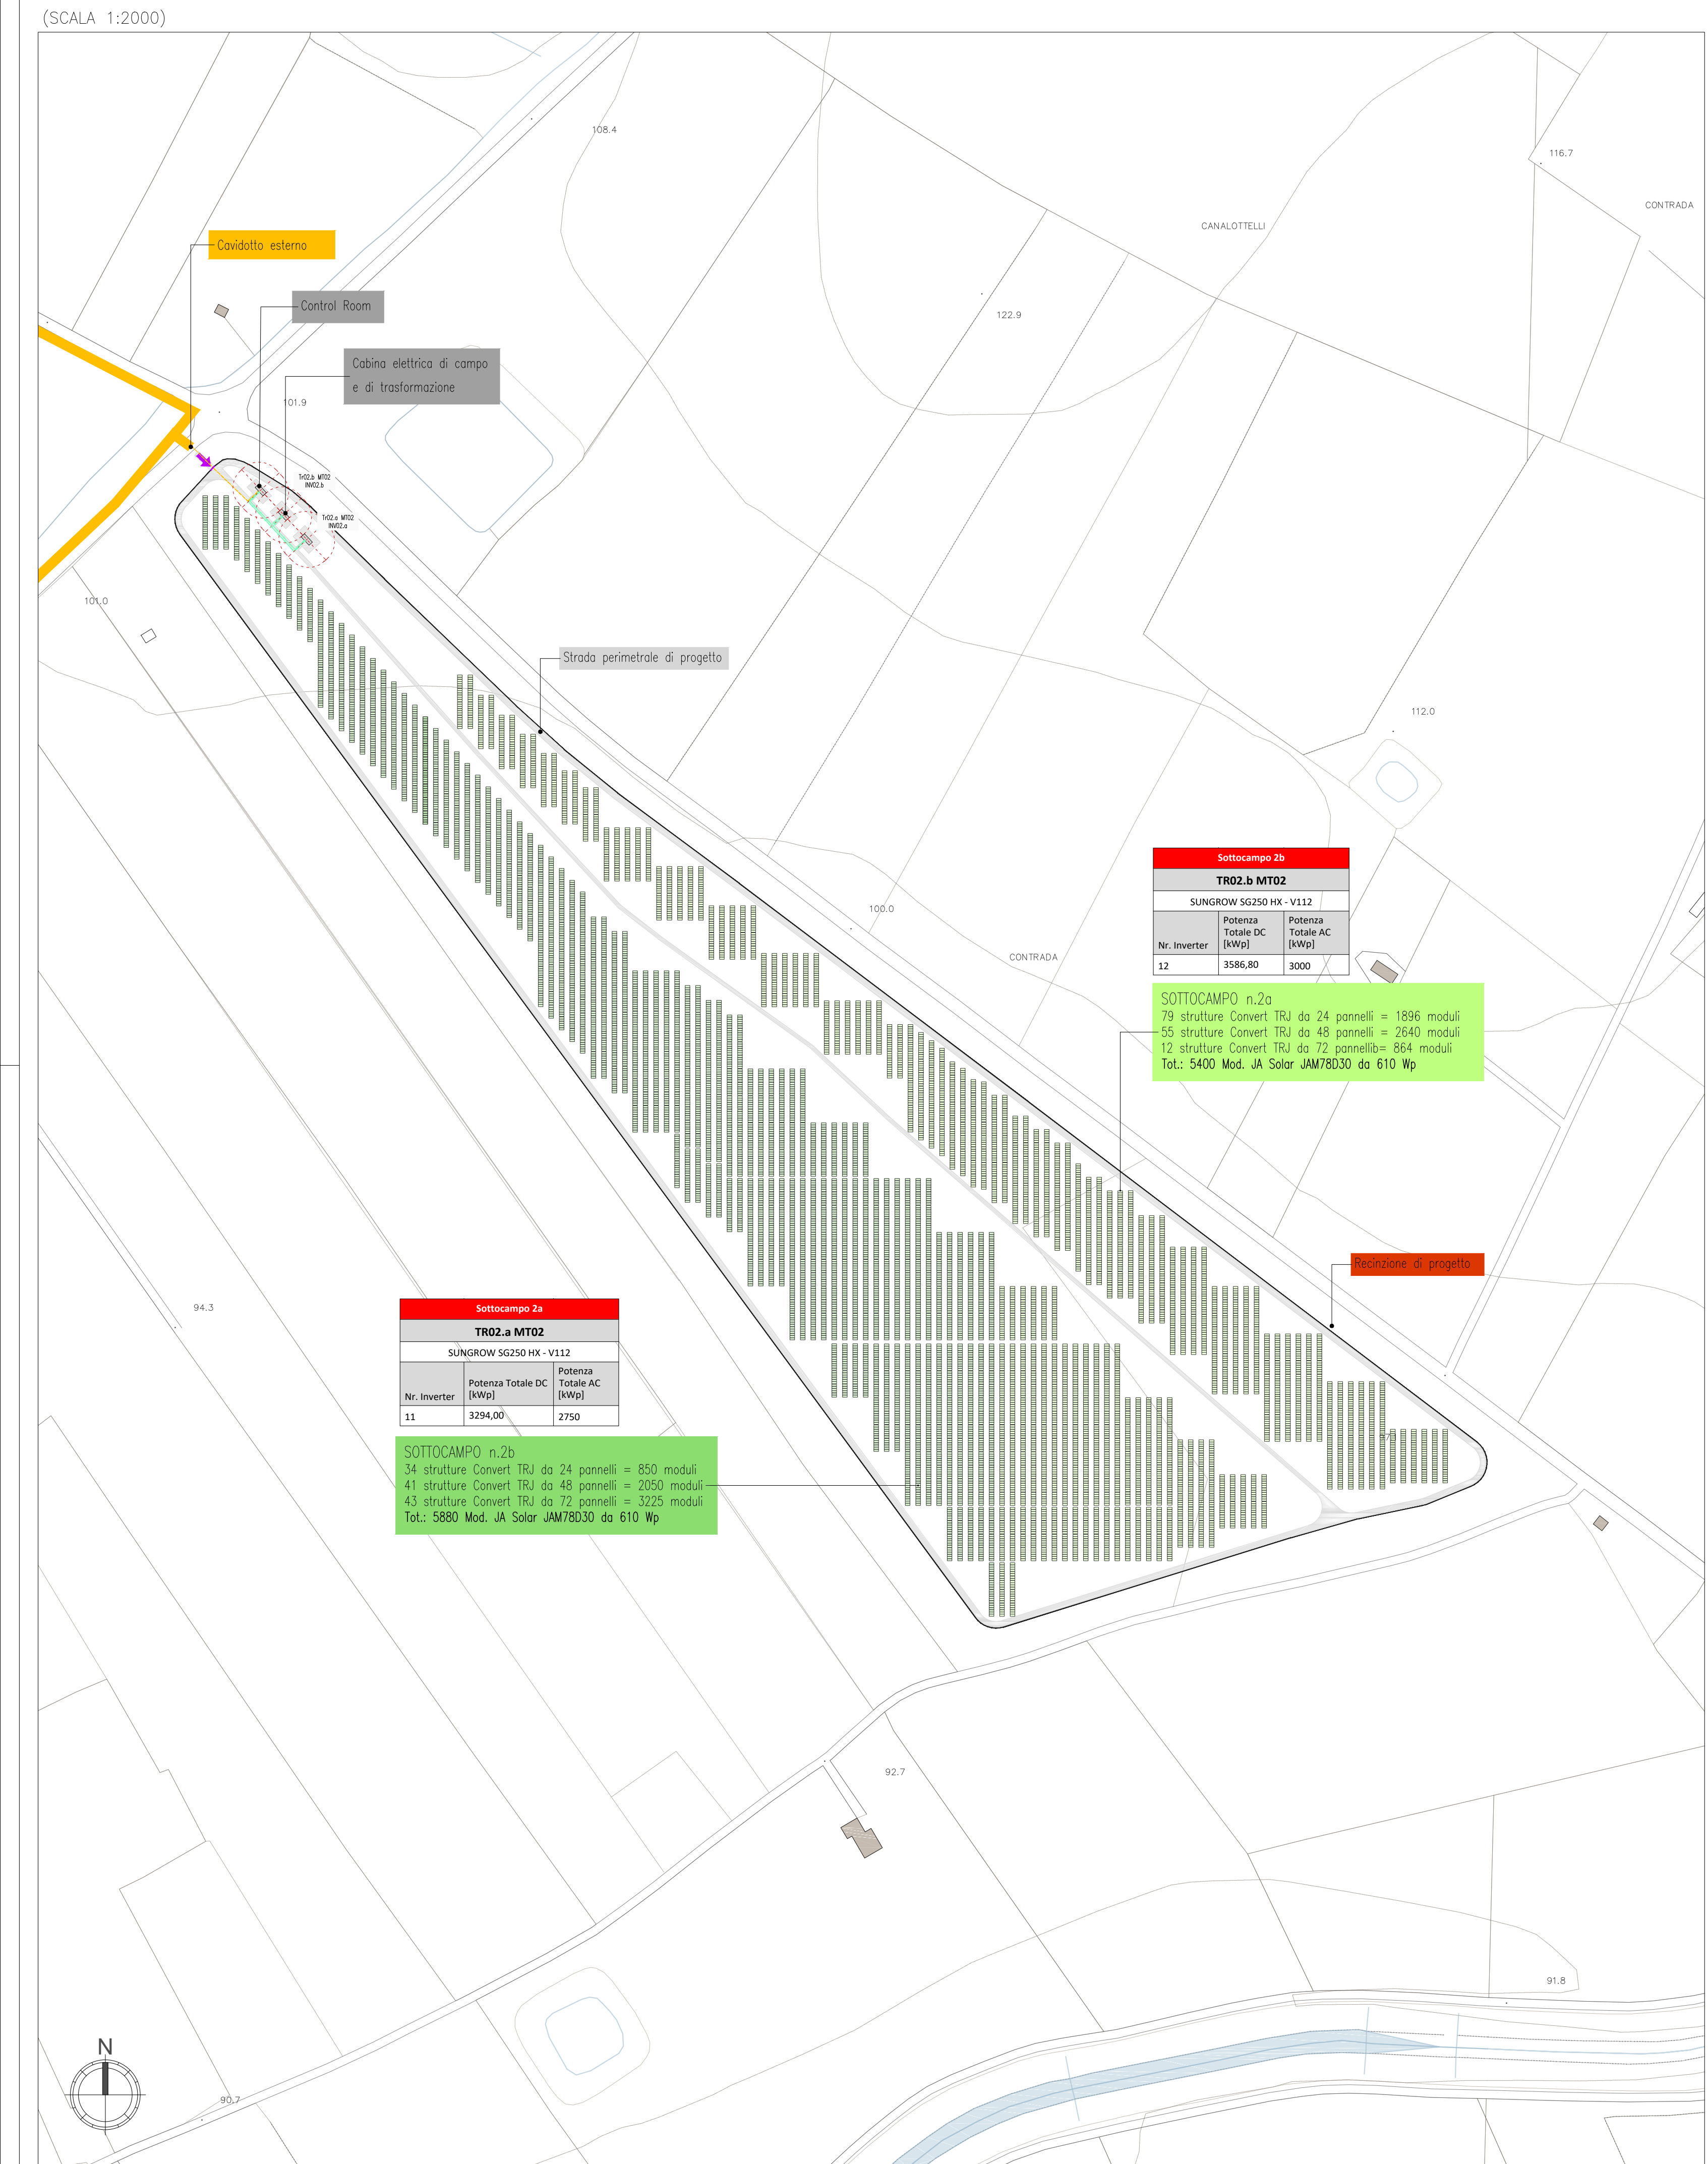 (SCALA 1:2000)
108.4
116.7
CONTRADA
CANALOTTELLI
Cavidotto esterno
Control Room
122.9
Cabina elettrica di campo
e di trasformazione
101.9
Tr02.b MT02
INV02.b
Tr02.a MT02
INV02.a
101.0
Strada perimetrale di progetto
112.0
100.0
CONTRADA
Sottocampo 2b
TR02.b MT02
SUNGROW SG250 HX - V112
Nr. Inverter
Potenza
Totale DC
[kWp]
Potenza
Totale AC
[kWp]
12
3586,80
3000
SOTTOCAMPO n.2a
79 strutture Convert TRJ da 24 pannelli = 1896 moduli
55 strutture Convert TRJ da 48 pannelli = 2640 moduli
12 strutture Convert TRJ da 72 pannellib= 864 moduli
Tot.: 5400 Mod. JA Solar JAM78D30 da 610 Wp
Recinzione di progetto
94.3
Sottocampo 2a
TR02.a MT02
SUNGROW SG250 HX - V112
Nr. Inverter
Potenza Totale DC
[kWp]
Potenza
Totale AC
[kWp]
11
3294,00
2750
SOTTOCAMPO n.2b
34 strutture Convert TRJ da 24 pannelli = 850 moduli
41 strutture Convert TRJ da 48 pannelli = 2050 moduli
43 strutture Convert TRJ da 72 pannelli = 3225 moduli
Tot.: 5880 Mod. JA Solar JAM78D30 da 610 Wp
92.7
91.8
N
90.7